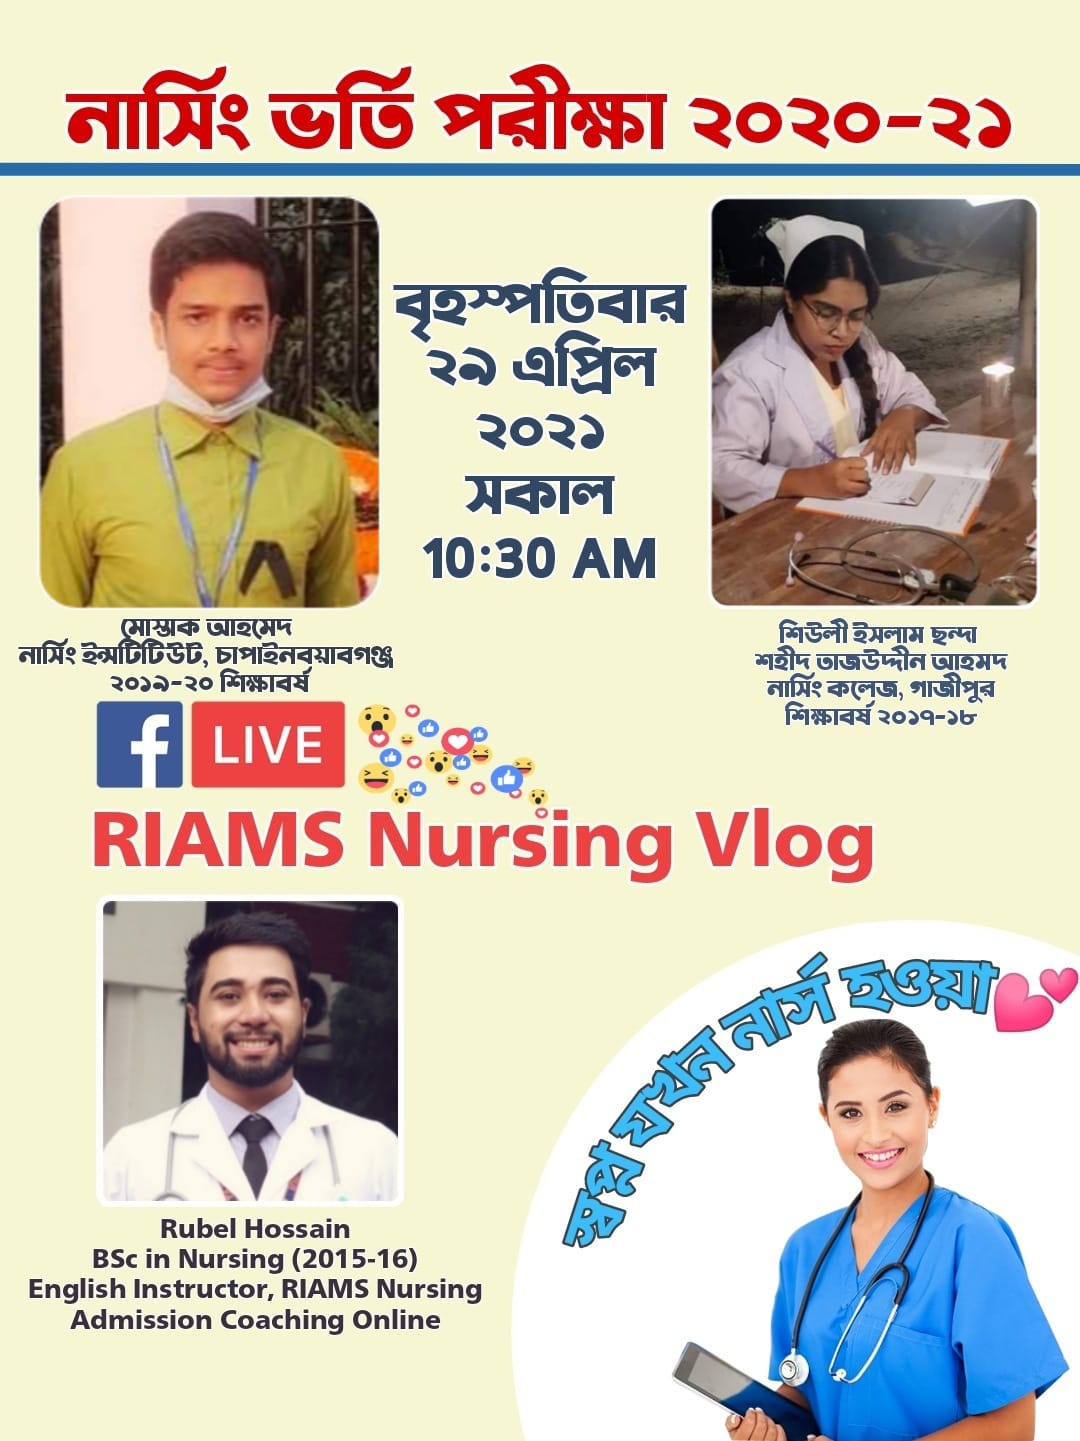 নার্সিং ভর্তি পরীক্ষা ২০২০-২১
বৃহস্পতিবার
২৯ এপ্রিল
২০২১
সকাল
10:30 AM
মোস্তাক আহমেদ
নার্সিং ইন্সটিটিউট, চাপাইনবয়াবগঞ্জ
২০১৯-২০ শিক্ষাবর্ষ
শিউলী ইসলাম ছন্দা
শহীদ তাজউদ্দীন আহমদ
নার্সিং কলেজ, গাজীপুর
শিক্ষাবর্ষ ২০১৭-১৮
f LIVE
RIAMS Nursing Vlog
Rubel Hossain
BSc in Nursing (2015-16)
English Instructor, RIAMS Nursing
Admission Coaching Online
স্বপ্ন যখন নার্স হওয়া